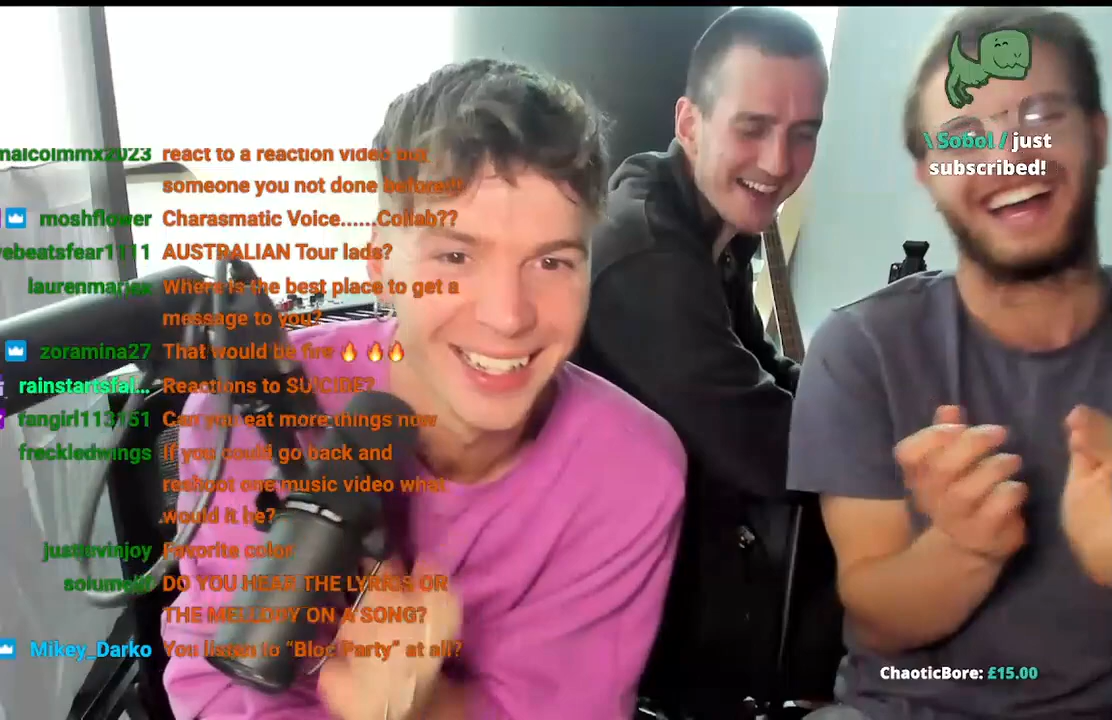 malcolmmx2023 react to a reaction video but
someone you not done before!!!
moshflower Charasmatic Voice......Collab??
vebeatsfear1111 AUSTRALIAN Tour lads?
Where is the best place to get a
message to you?
zoramina27 That would be fire 🔥 🔥🔥
rainstartsfal... Reactions to SUICIDE?
fangirl113151 Can you eat more things now
freckledwings If you could go back and
reshoot one music video what
would it be?
justluvinjoy Favorite color
DO YOU HEAR THE LYRICS OR
THE MELLODY ON A SONG?
Mikey_Darko You listen to “Bloc Party” at all?
\ Sobol / just
subscribed!
ChaoticBore: £15.00